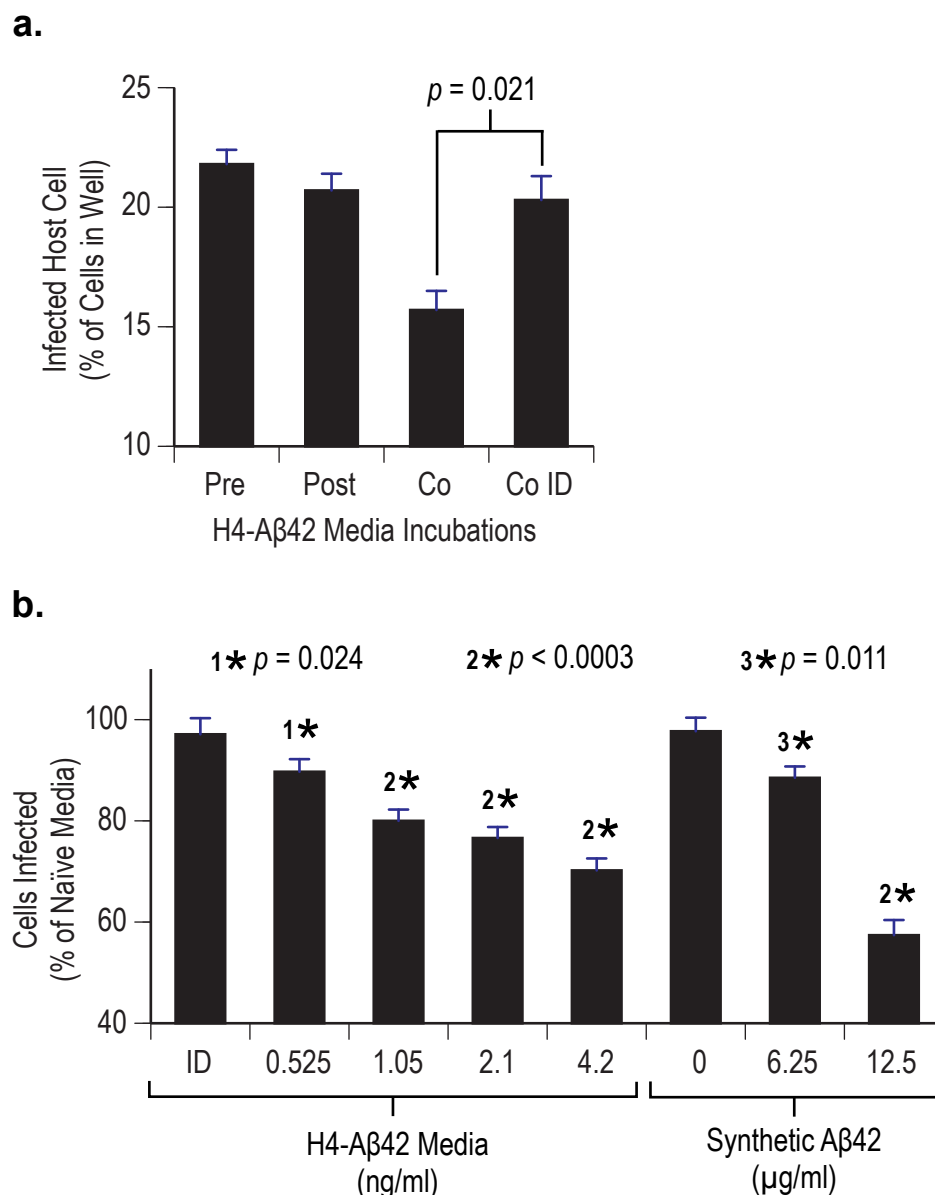 a.
p = 0.021
25
20
15
10
Infected Host Cell
(% of Cells in Well)
Pre Post Co Co ID
H4-Aβ42 Media Incubations
b.
1★ p = 0.024 2★ p < 0.0003 3★ p = 0.011
100
80
60
40
Cells Infected
(% of Naïve Media)
1★
2★
2★
2★
3★
2★
ID 0.525 1.05 2.1 4.2 0 6.25 12.5
H4-Aβ42 Media
(ng/ml)
Synthetic Aβ42
(µg/ml)